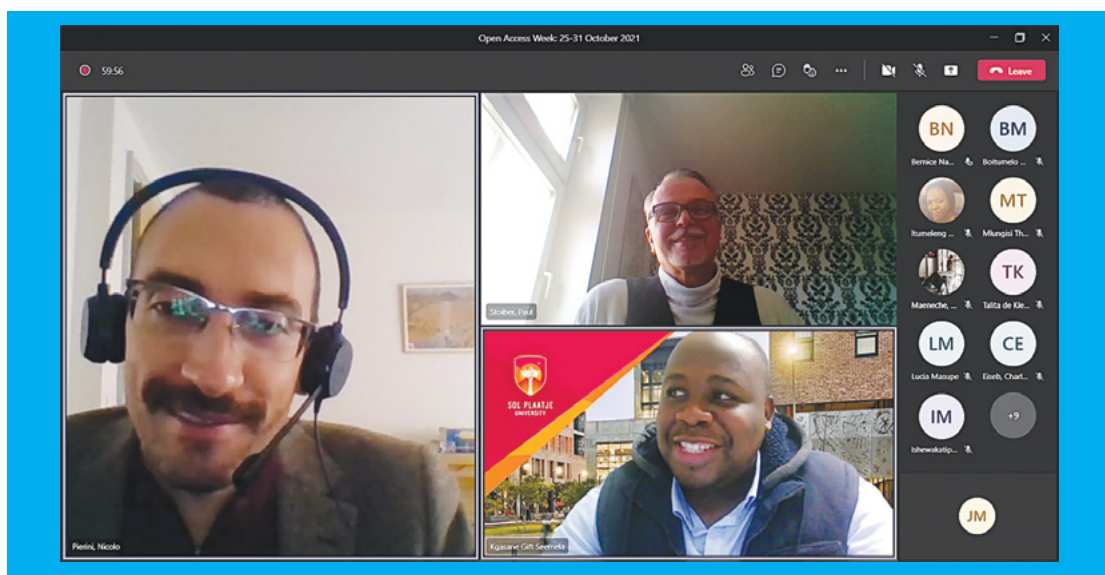 Open Access Week: 25-31 October 2021
59:56
Leave
Pierini, Nicolo
Stoiber, Paul
SOL PLAATJE
UNIVERSITY
Kgasane Gift Seemela
BN
BM
Bernice Na...
Boitumelo ...
MT
Itumeleng ...
Mlungisi Th...
TK
Maeneche, ...
Talita de Kle...
LM
CE
Lucia Masupe
Eiseb, Charl...
IM
+9
Ishewakatip...
JM